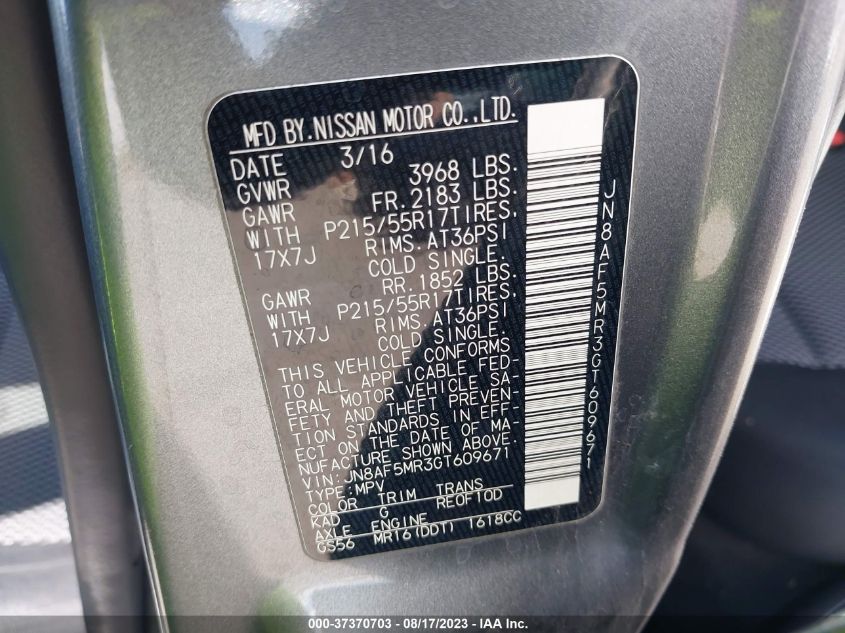 MFD BY.NISSAN MOTOR CO.,LTD.
DATE 3/16
GVWR 3968 LBS.
GAWR FR.2183 LBS.
WITH P215/55R17TIRES,
17X7J RIMS.AT36PSI
COLD SINGLE.
GAWR RR.1852 LBS.
WITH P215/55R17TIRES,
17X7J RIMS.AT36PSI
COLD SINGLE.
THIS VEHICLE CONFORMS
TO ALL APPLICABLE FED
ERAL MOTOR VEHICLE SA
FETY AND THEFT PREVEN-
TION STANDARDS IN EFF-
ECT ON THE DATE OF MA-
NUFACTURE SHOWN ABOVE.
VIN:JN8AF5MR3GT609671
TYPE:MPV
COLOR TRIM TRANS
KAD G RE0F10D
AXLE ENGINE
GS56 MR16(DDT) 1618CC
JN8AF5MR3GT609671
000-37370703 - 08/17/2023 - IAA Inc.